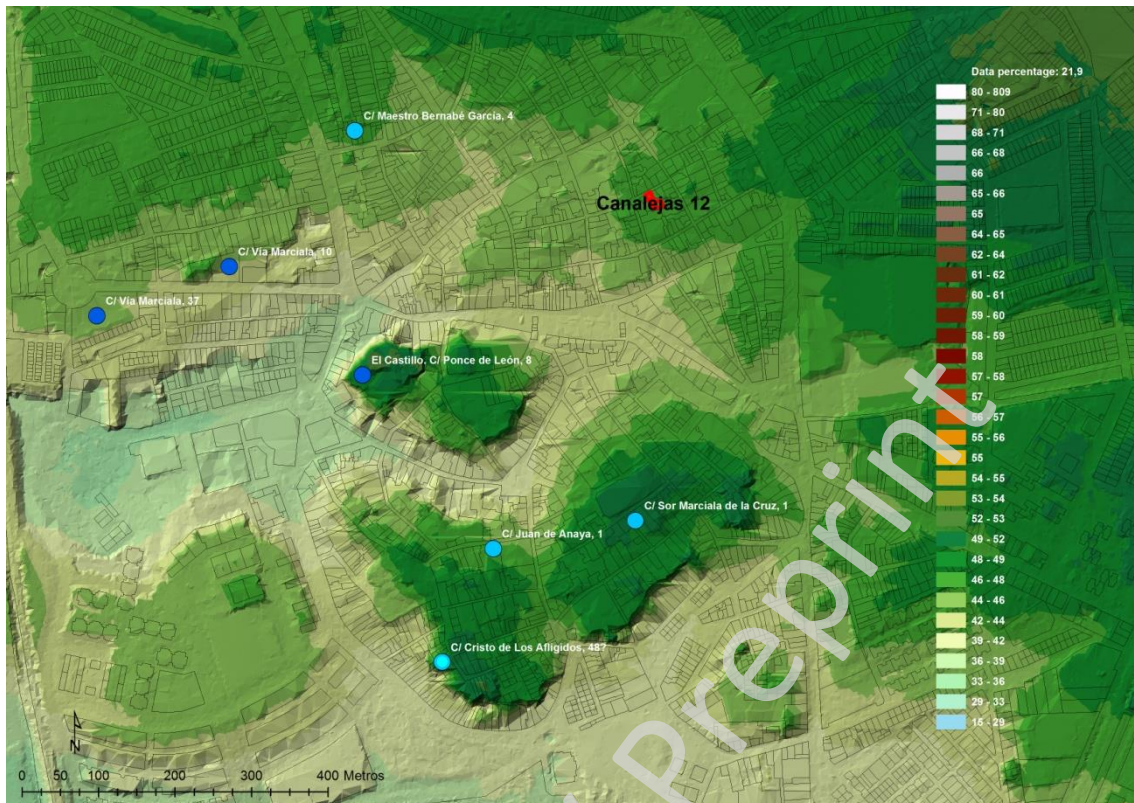 Data percentage: 21,9
80 - 809
71 - 80
68 - 71
66 - 68
66
65 - 66
65
64 - 65
62 - 64
61 - 62
60 - 61
59 - 60
58 - 59
58
57 - 58
57
56 - 57
55 - 56
55
54 - 55
53 - 54
52 - 53
49 - 52
48 - 49
46 - 48
44 - 46
42 - 44
39 - 42
36 - 39
33 - 36
29 - 33
15 - 29
C/ Maestro Bernabé García, 4
Canalejas 12
C/ Vía Marciala, 10
C/ Vía Marciala, 37
El Castillo. C/ Ponce de León, 8
C/ Sor Marciala de la Cruz, 1
C/ Juan de Anaya, 1
C/ Cristo de Los Afligidos, 48?
Preprint
N
0 50 100 200 300 400 Metros